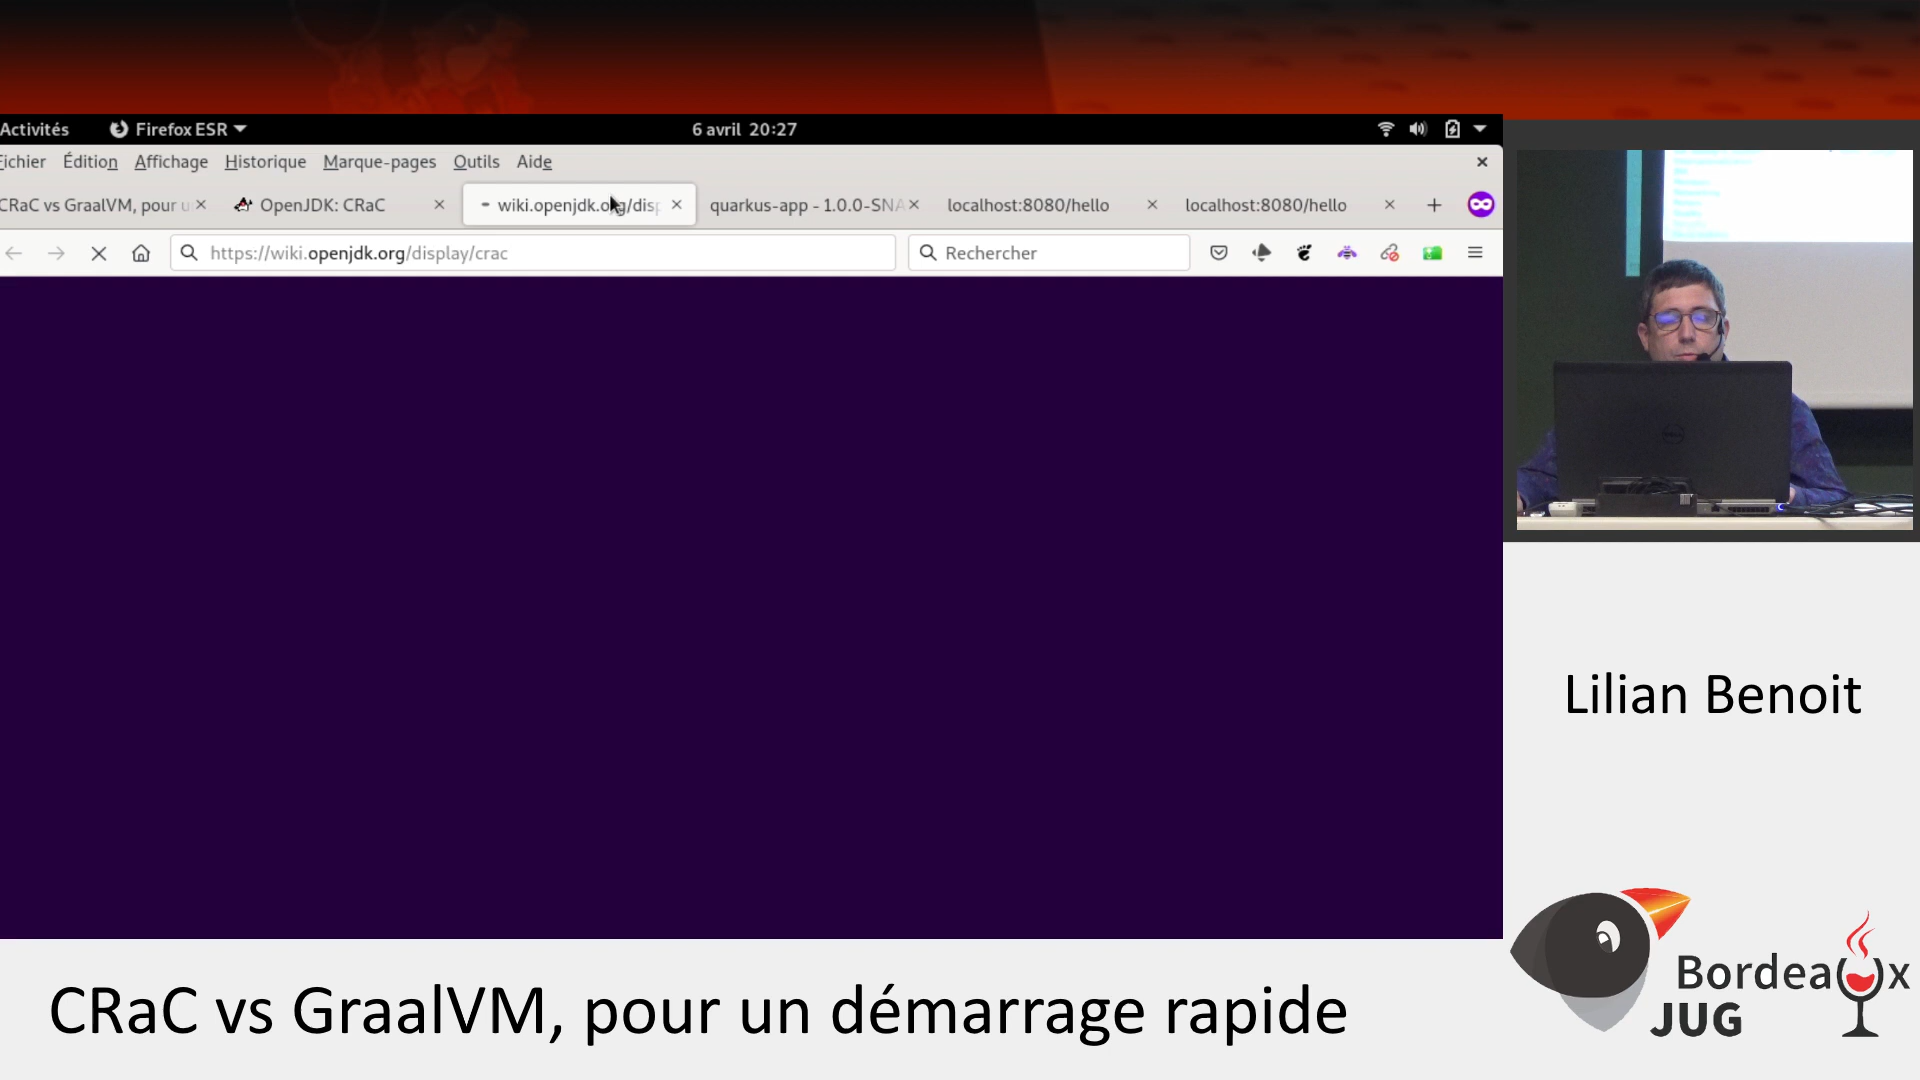 Activités
Firefox ESR
6 avril 20:27
Fichier Édition Affichage Historique Marque-pages Outils Aide
CRaC vs GraalVM, pour u
OpenJDK: CRaC
wiki.openjdk.org/disp
quarkus-app - 1.0.0-SNA
localhost:8080/hello
localhost:8080/hello
https://wiki.openjdk.org/display/crac
Rechercher
Lilian Benoit
CRaC vs GraalVM, pour un démarrage rapide
Bordeaux
JUG